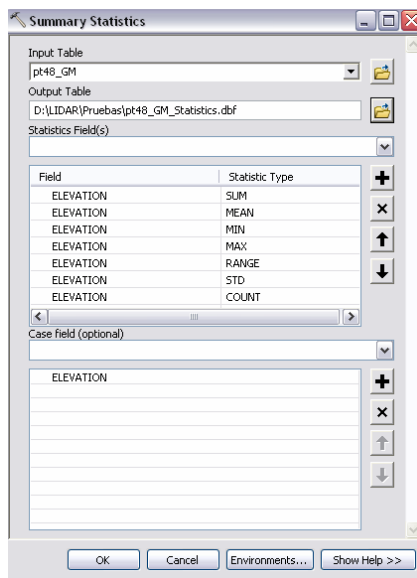 Summary Statistics
Input Table
pt48_GM
Output Table
D:\LIDAR\Pruebas\pt48_GM_Statistics.dbf
Statistics Field(s)
Field Statistic Type
ELEVATION SUM
ELEVATION MEAN
ELEVATION MIN
ELEVATION MAX
ELEVATION RANGE
ELEVATION STD
ELEVATION COUNT
Case field (optional)
ELEVATION
OK Cancel Environments... Show Help >>